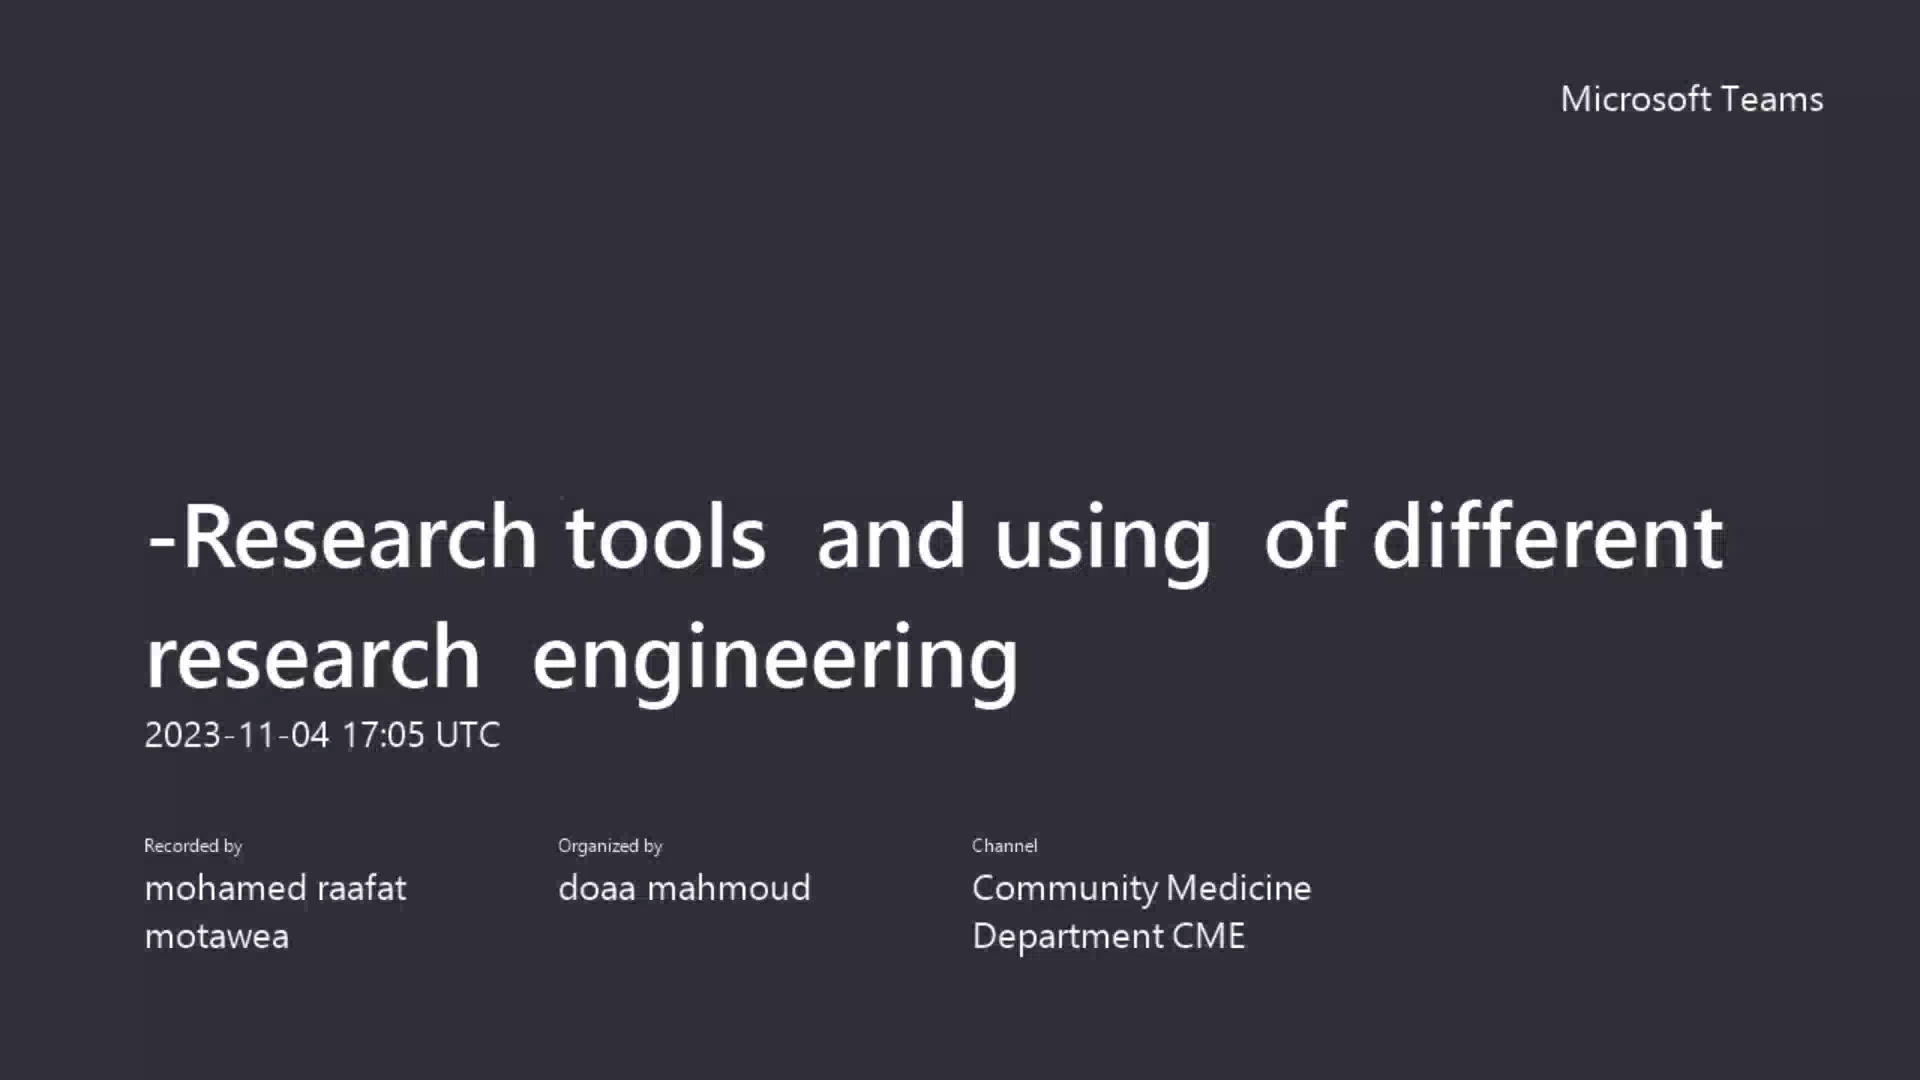 Microsoft Teams
-Research tools  and using  of different
research  engineering
2023-11-04 17:05 UTC
Recorded by
mohamed raafat
motawea
Organized by
doaa mahmoud
Channel
Community Medicine
Department CME